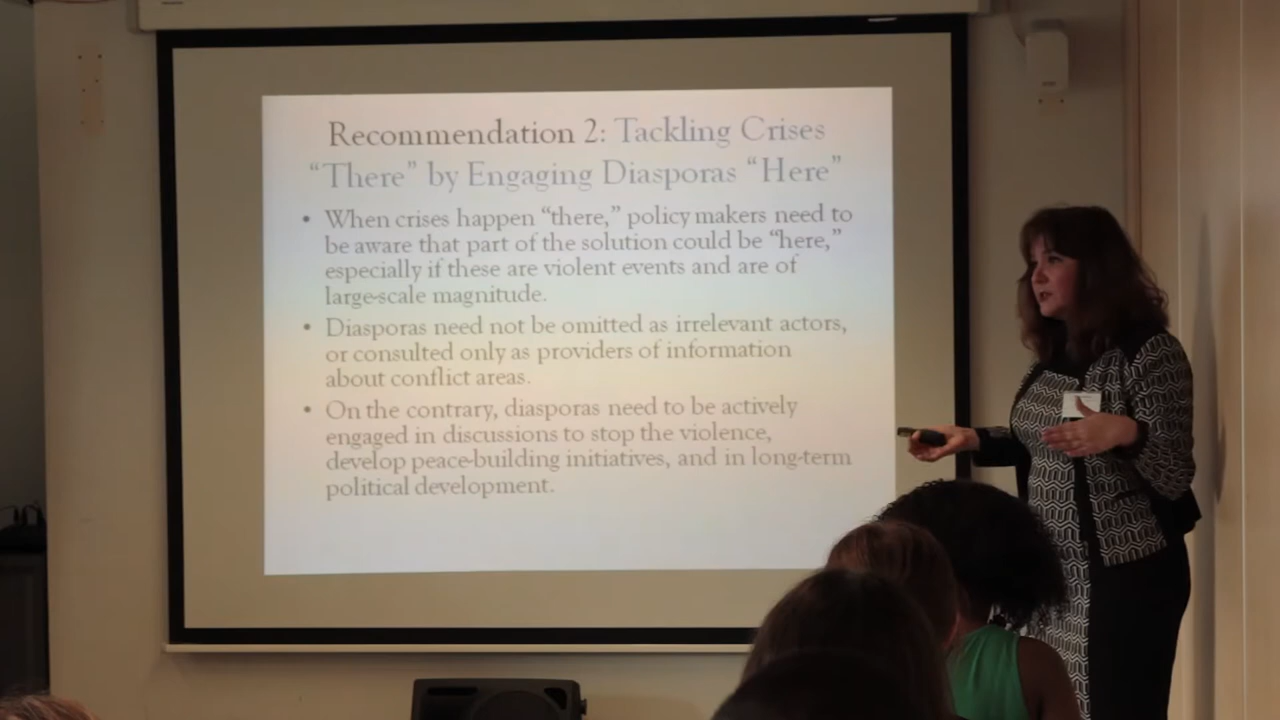 Recommendation 2: Tackling Crises
“There” by Engaging Diasporas “Here”
• When crises happen “there,” policy makers need to
be aware that part of the solution could be “here,”
especially if these are violent events and are of
large-scale magnitude.
• Diasporas need not be omitted as irrelevant actors,
or consulted only as providers of information
about conflict areas.
• On the contrary, diasporas need to be actively
engaged in discussions to stop the violence,
develop peace-building initiatives, and in long-term
political development.